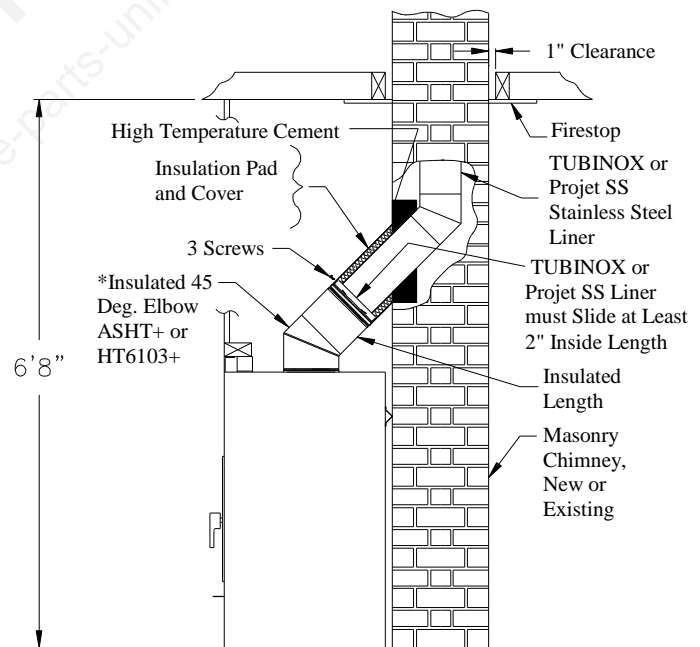 1" Clearance
High Temperature Cement
Firestop
Insulation Pad
and Cover
TUBINOX or
Projet SS
Stainless Steel
Liner
3 Screws
*Insulated 45
Deg. Elbow
ASHT+ or
HT6103+
TUBINOX or
Projet SS Liner
must Slide at Least
2" Inside Length
6'8"
Insulated
Length
Masonry
Chimney,
New or
Existing